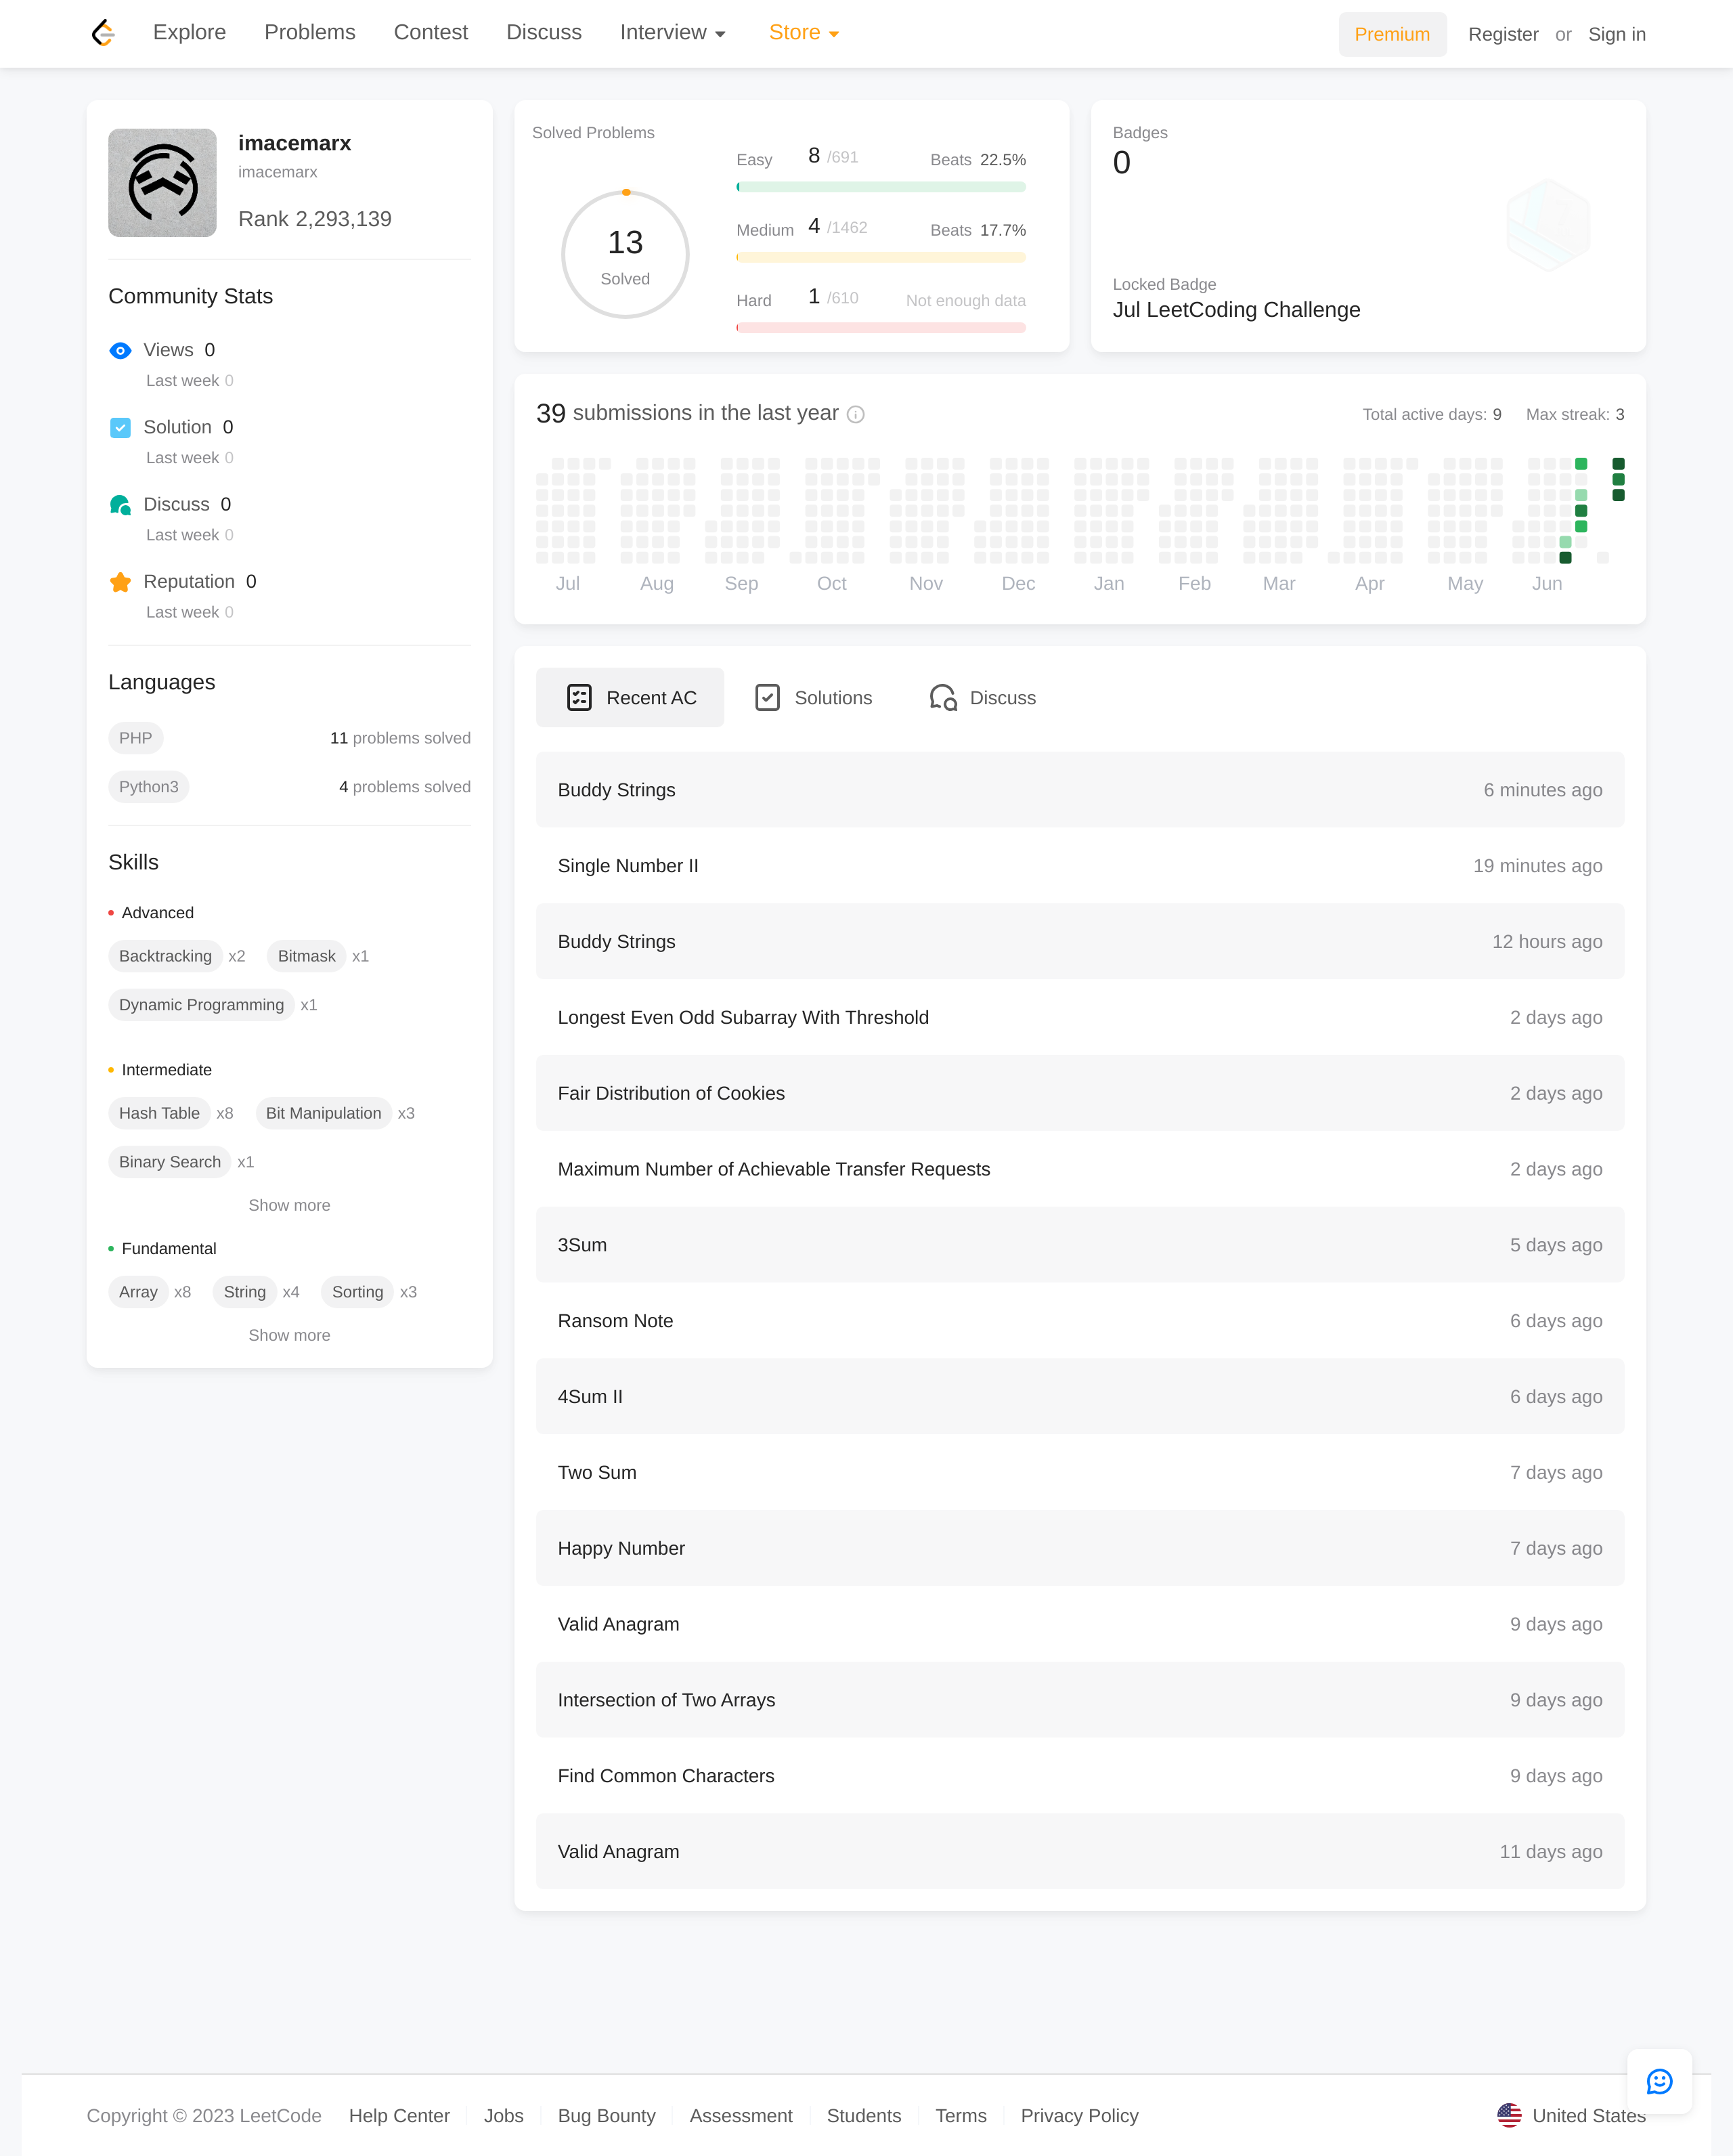 Explore Problems Contest Discuss Interview Store Premium Register or Sign in
imacemarx
imacemarx
Rank 2,293,139
Community Stats
Views 0
Last week 0
Solution 0
Last week 0
Discuss 0
Last week 0
Reputation 0
Last week 0
Languages
PHP 11 problems solved
Python3 4 problems solved
Skills
Advanced
Backtracking x2 Bitmask x1
Dynamic Programming x1
Intermediate
Hash Table x8 Bit Manipulation x3
Binary Search x1
Show more
Fundamental
Array x8 String x4 Sorting x3
Show more
Solved Problems
13
Solved
Easy 8 /691 Beats 22.5%
Medium 4 /1462 Beats 17.7%
Hard 1 /610 Not enough data
Badges
0
Locked Badge
Jul LeetCoding Challenge
39 submissions in the last year Total active days: 9 Max streak: 3
Jul Aug Sep Oct Nov Dec Jan Feb Mar Apr May Jun
Recent AC Solutions Discuss
Buddy Strings 6 minutes ago
Single Number II 19 minutes ago
Buddy Strings 12 hours ago
Longest Even Odd Subarray With Threshold 2 days ago
Fair Distribution of Cookies 2 days ago
Maximum Number of Achievable Transfer Requests 2 days ago
3Sum 5 days ago
Ransom Note 6 days ago
4Sum II 6 days ago
Two Sum 7 days ago
Happy Number 7 days ago
Valid Anagram 9 days ago
Intersection of Two Arrays 9 days ago
Find Common Characters 9 days ago
Valid Anagram 11 days ago
Copyright © 2023 LeetCode Help Center Jobs Bug Bounty Assessment Students Terms Privacy Policy United States